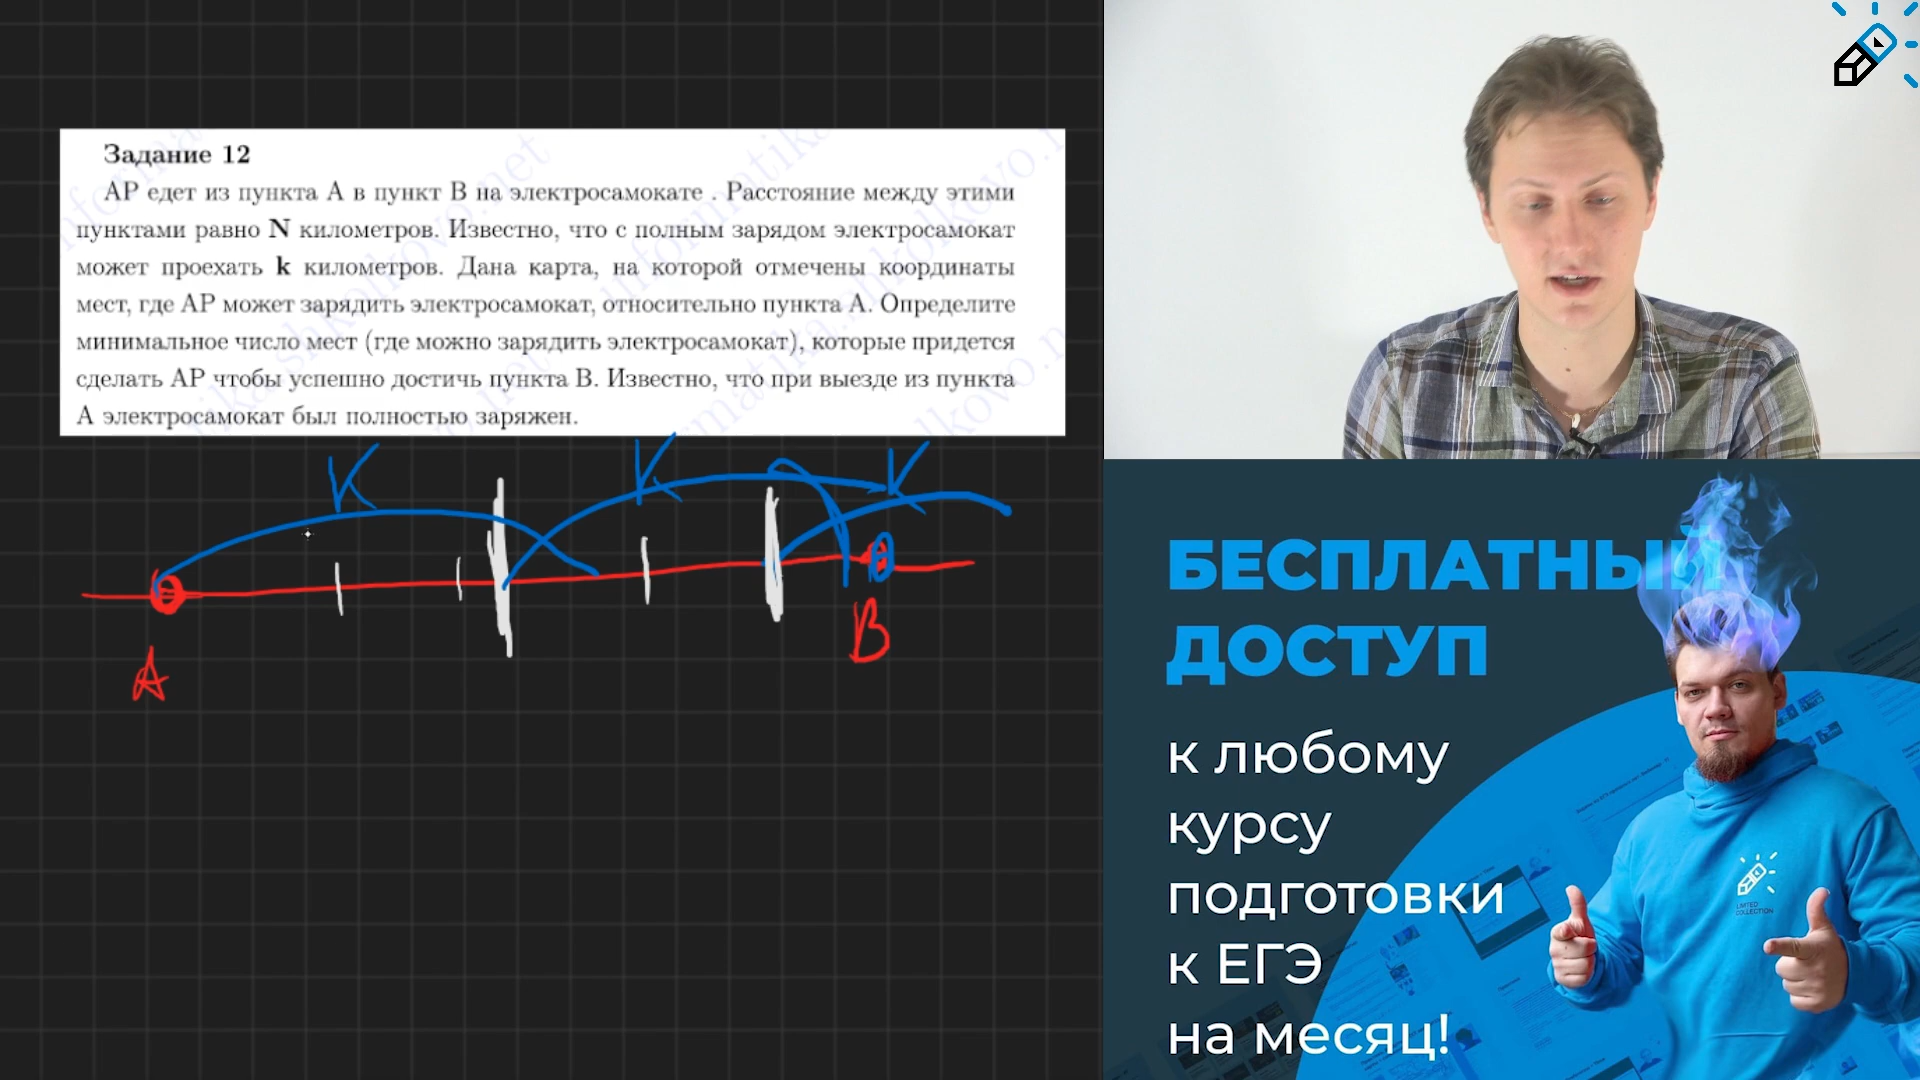 Задание 12
АР едет из пункта А в пункт В на электросамокате . Расстояние между этими
пунктами равно N километров. Известно, что с полным зарядом электросамокат
может проехать k километров. Дана карта, на которой отмечены координаты
мест, где АР может зарядить электросамокат, относительно пункта А. Определите
минимальное число мест (где можно зарядить электросамокат), которые придется
сделать АР чтобы успешно достичь пункта В. Известно, что при выезде из пункта
А электросамокат был полностью заряжен.
K
K
K
A
B
БЕСПЛАТНЫЙ
ДОСТУП
к любому
курсу
подготовки
к ЕГЭ
на месяц!
LIMITED
COLLECTION